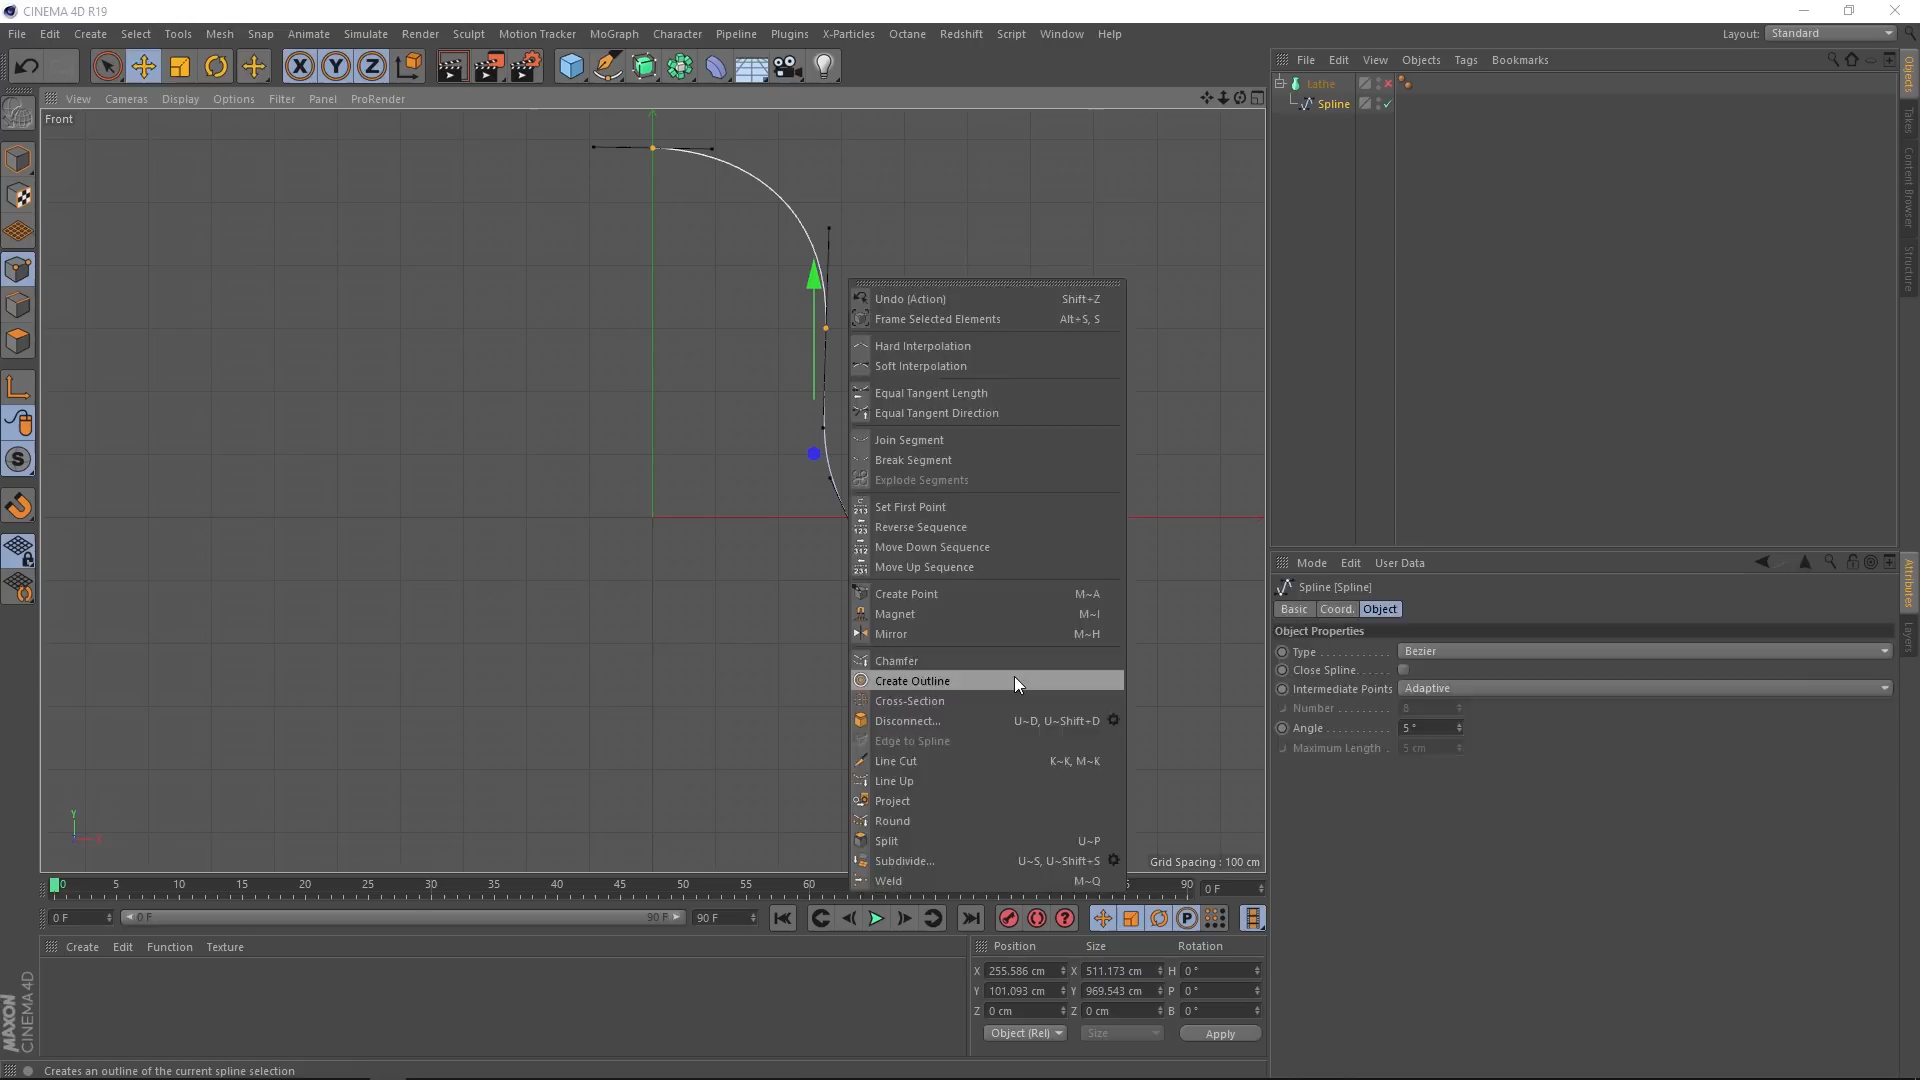 CINEMA 4D R19
File Edit Create Select Tools Mesh Snap Animate Simulate Render Sculpt Motion Tracker MoGraph Character Pipeline Plugins X-Particles Octane Redshift Script Window Help
Layout: Standard
File Edit View Objects Tags Bookmarks
View Cameras Display Options Filter Panel ProRender
Lathe
Spline
Front
Undo (Action) Shift+Z
Frame Selected Elements Alt+S, S
Hard Interpolation
Soft Interpolation
Equal Tangent Length
Equal Tangent Direction
Join Segment
Break Segment
Explode Segments
Set First Point
Reverse Sequence
Move Down Sequence
Move Up Sequence
Create Point M~A
Magnet M~I
Mirror M~H
Chamfer
Create Outline
Cross-Section
Disconnect... U~D, U~Shift+D
Edge to Spline
Line Cut K~K, M~K
Line Up
Project
Round
Split U~P
Subdivide... U~S, U~Shift+S
Weld M~Q
Y
X
Grid Spacing : 100 cm
Objects
Takes
Content Browser
Structure
Mode Edit User Data
Spline [Spline]
Basic Coord. Object
Object Properties
Type Bezier
Close Spline
Intermediate Points Adaptive
Number 8
Angle 5 °
Maximum Length 5 cm
Attributes
Layers
0 5 10 15 20 25 30 35 40 45 50 55 60 90 0 F
0 F 0 F 90 F 90 F
Create Edit Function Texture
Position Size Rotation
X 255.586 cm X 511.173 cm H 0 °
Y 101.093 cm Y 969.543 cm P 0 °
Z 0 cm Z 0 cm B 0 °
Object (Rel) Size Apply
MAXON
CINEMA 4D
Creates an outline of the current spline selection